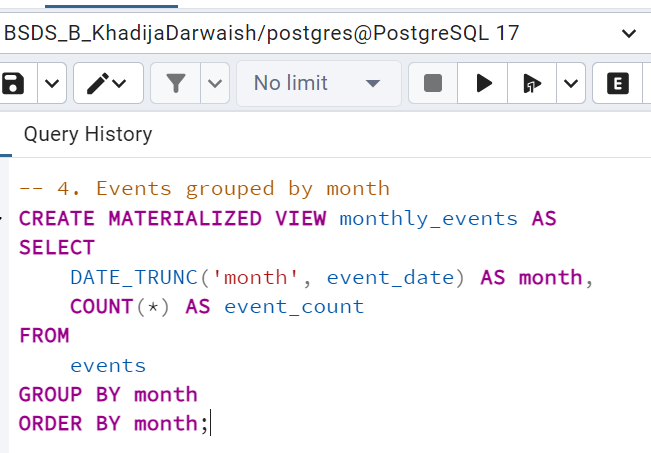 BSDS_B_KhadijaDarwaish/postgres@PostgreSQL 17
No limit
E
Query History
-- 4. Events grouped by month
CREATE MATERIALIZED VIEW monthly_events AS
SELECT
    DATE_TRUNC('month', event_date) AS month,
    COUNT(*) AS event_count
FROM
    events
GROUP BY month
ORDER BY month;